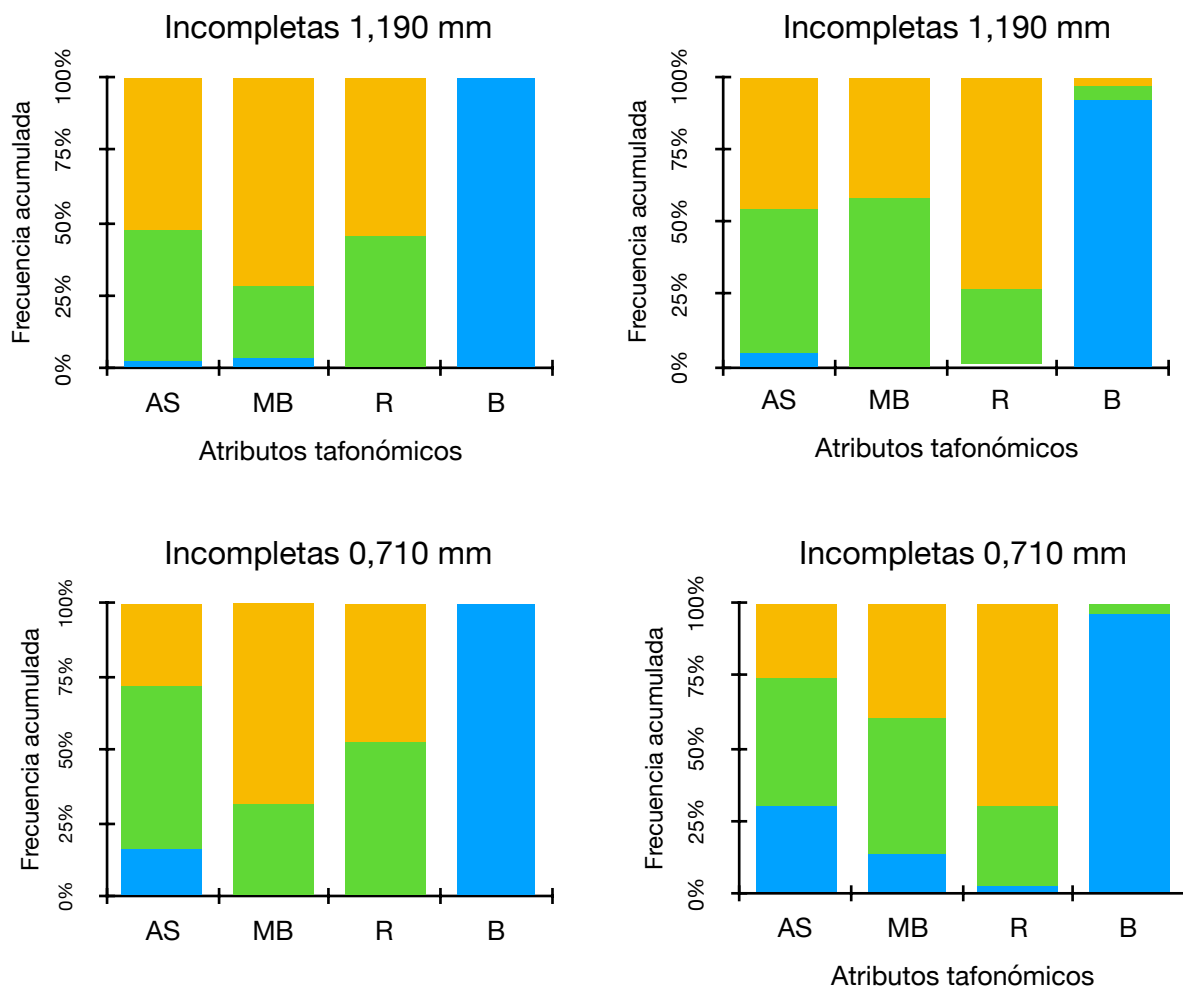 Incompletas 1,190 mm
Frecuencia acumulada
100%
75%
50%
25%
0%
AS MB R B
Atributos tafonómicos
Incompletas 1,190 mm
Frecuencia acumulada
100%
75%
50%
25%
0%
AS MB R B
Atributos tafonómicos
Incompletas 0,710 mm
Frecuencia acumulada
100%
75%
50%
25%
0%
AS MB R B
Incompletas 0,710 mm
Frecuencia acumulada
100%
75%
50%
25%
0%
AS MB R B
Atributos tafonómicos